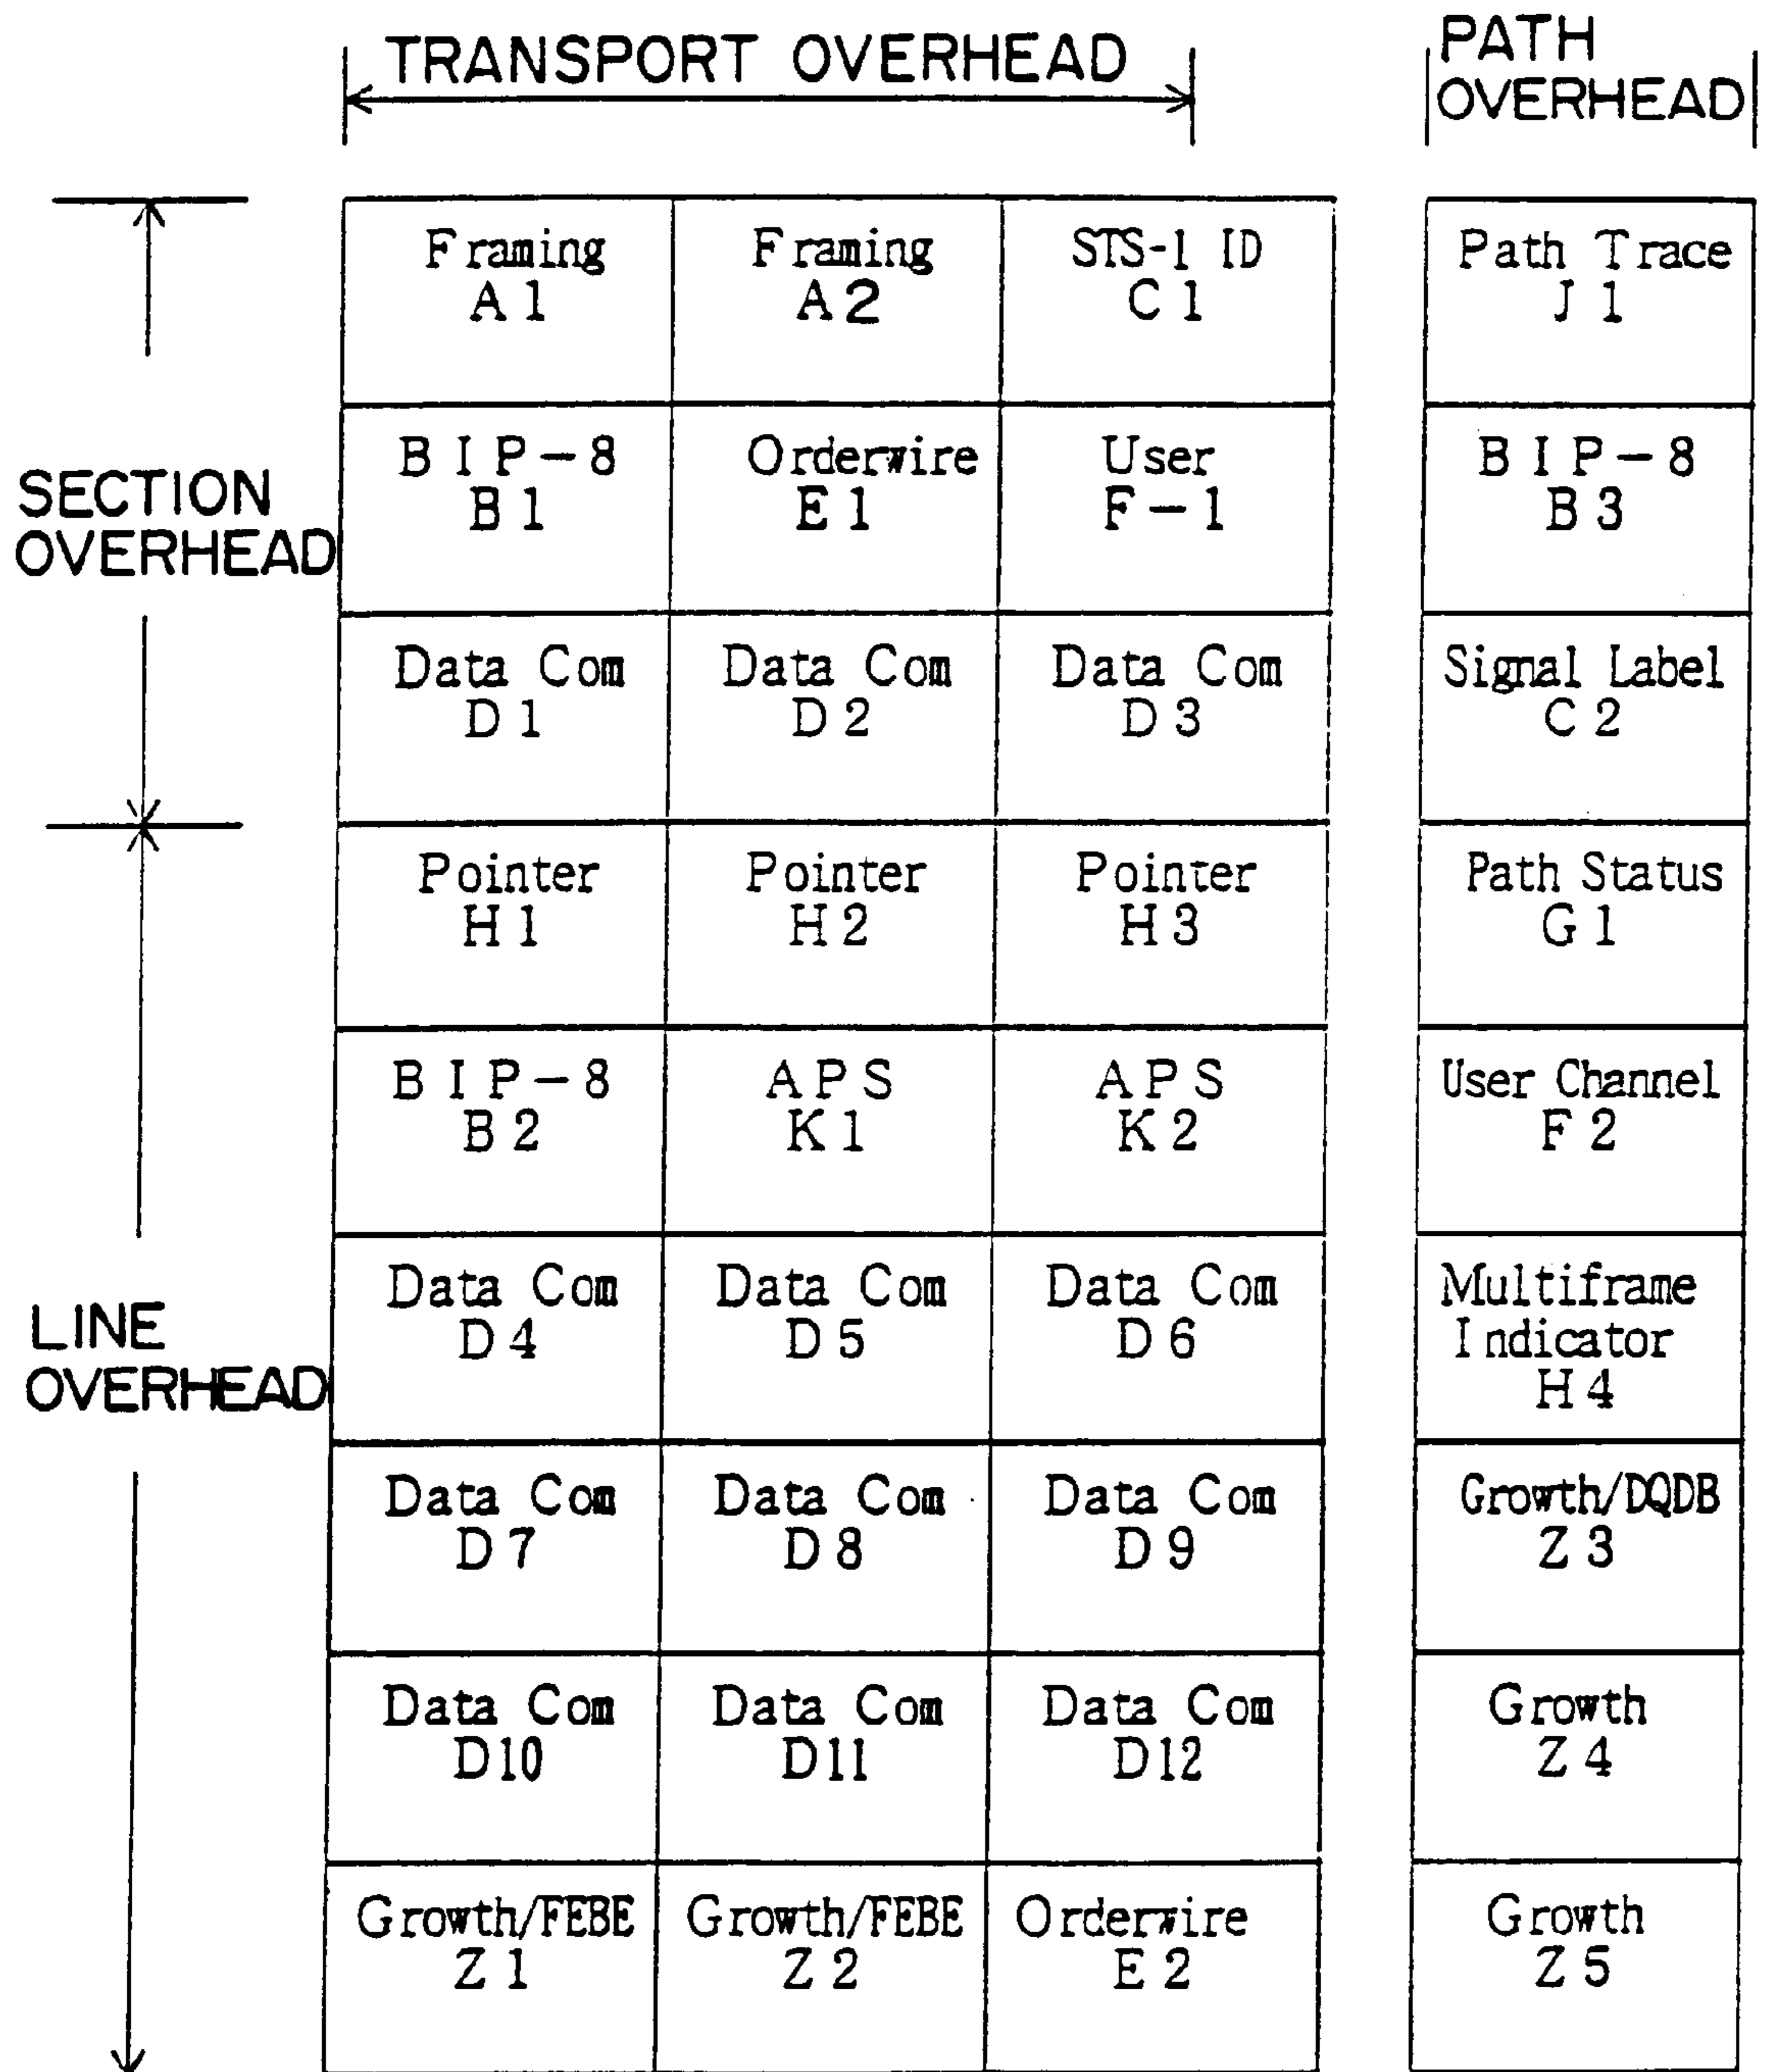 TRANSPORT OVERHEAD
PATH
OVERHEAD
Framing
A1
Framing
A2
STS-1 ID
C1
Path Trace
J1
SECTION
OVERHEAD
BIP-8
B1
Orderwire
E1
User
F-1
BIP-8
B3
Data Com
D1
Data Com
D2
Data Com
D3
Signal Label
C2
Pointer
H1
Pointer
H2
Pointer
H3
Path Status
G1
BIP-8
B2
APS
K1
APS
K2
User Channel
F2
LINE
OVERHEAD
Data Com
D4
Data Com
D5
Data Com
D6
Multiframe
Indicator
H4
Data Com
D7
Data Com
D8
Data Com
D9
Growth/DQDB
Z3
Data Com
D10
Data Com
D11
Data Com
D12
Growth
Z4
Growth/FEBE
Z1
Growth/FEBE
Z2
Orderwire
E2
Growth
Z5